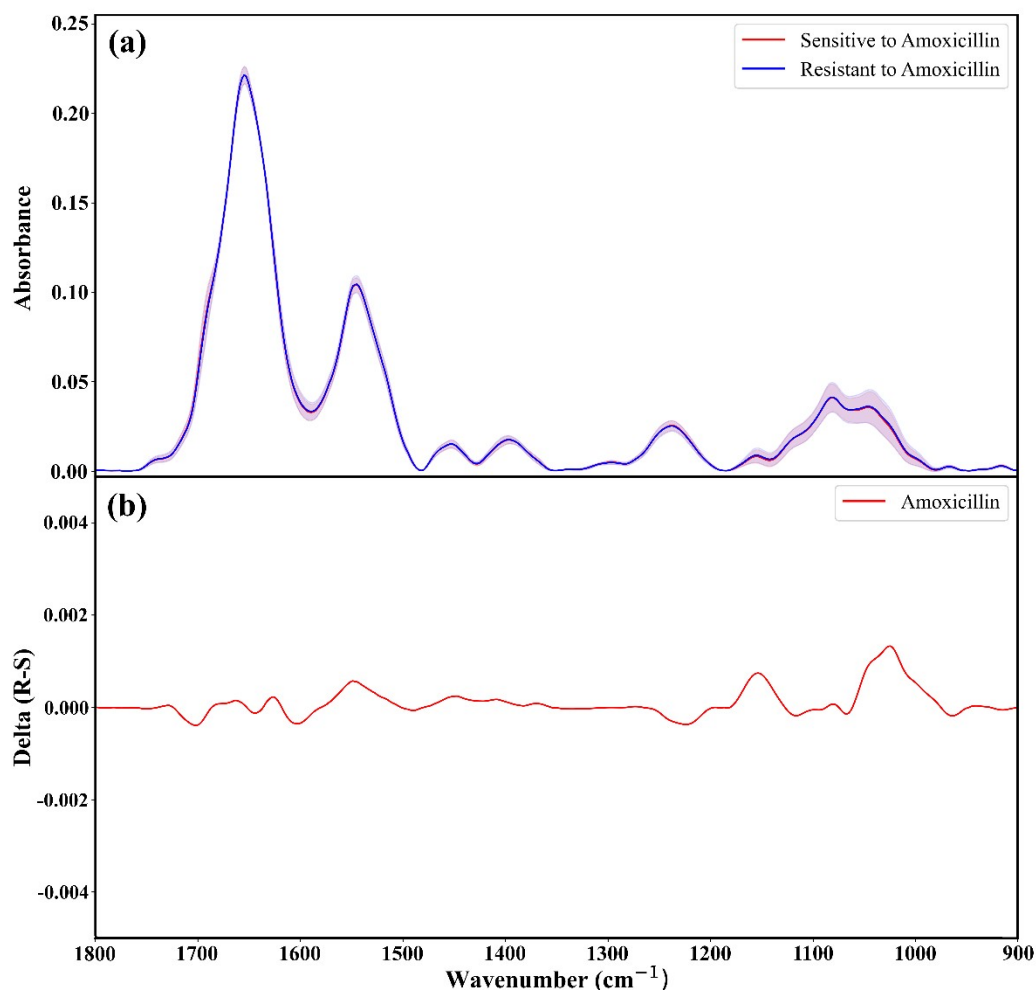 (a)
Sensitive to Amoxicillin
Resistant to Amoxicillin
Absorbance
0.25
0.20
0.15
0.10
0.05
0.00
(b)
Amoxicillin
Delta (R-S)
0.004
0.002
0.000
-0.002
-0.004
1800 1700 1600 1500 1400 1300 1200 1100 1000 900
Wavenumber (cm⁻¹)